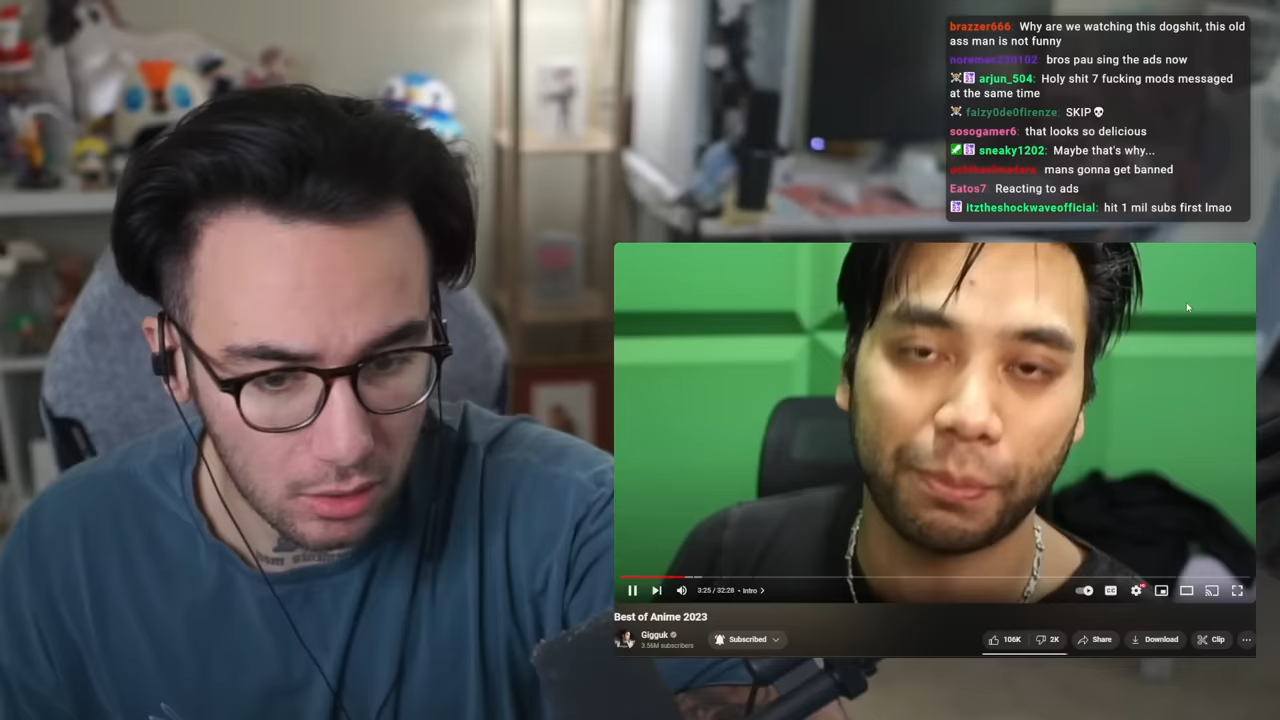 brazzer666: Why are we watching this dogshit, this old
ass man is not funny
noremac230102: bros pau sing the ads now
arjun_504: Holy shit 7 fucking mods messaged
at the same time
faizy0de0firenze: SKIP💀
sosogamer6: that looks so delicious
sneaky1202: Maybe that's why...
mans gonna get banned
Eatos7: Reacting to ads
itztheshockwaveofficial: hit 1 mil subs first lmao
3:25 / 32:28 • Intro
CC
Best of Anime 2023
Gigguk
3.56M subscribers
Subscribed
106K
2K
Share
Download
Clip